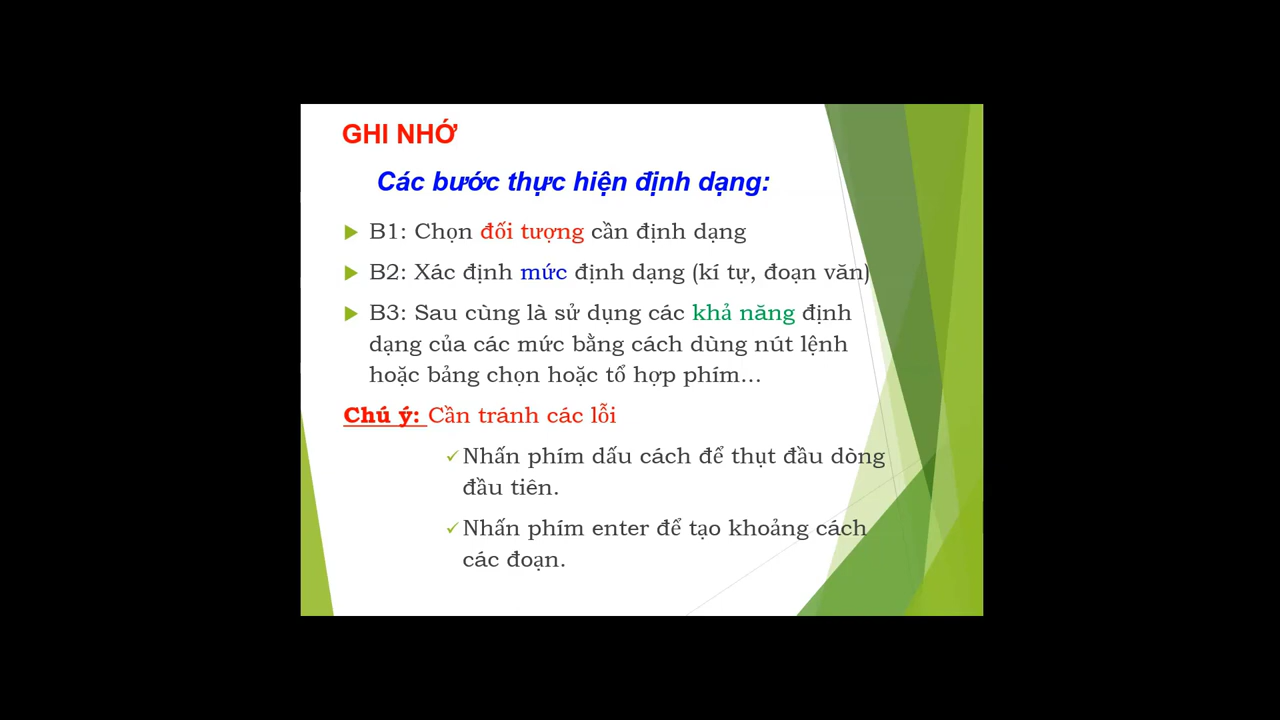 GHI NHỚ
Các bước thực hiện định dạng:
B1: Chọn đối tượng cần định dạng
B2: Xác định mức định dạng (kí tự, đoạn văn)
B3: Sau cùng là sử dụng các khả năng định
dạng của các mức bằng cách dùng nút lệnh
hoặc bảng chọn hoặc tổ hợp phím...
Chú ý: Cần tránh các lỗi
Nhấn phím dấu cách để thụt đầu dòng
đầu tiên.
Nhấn phím enter để tạo khoảng cách
các đoạn.